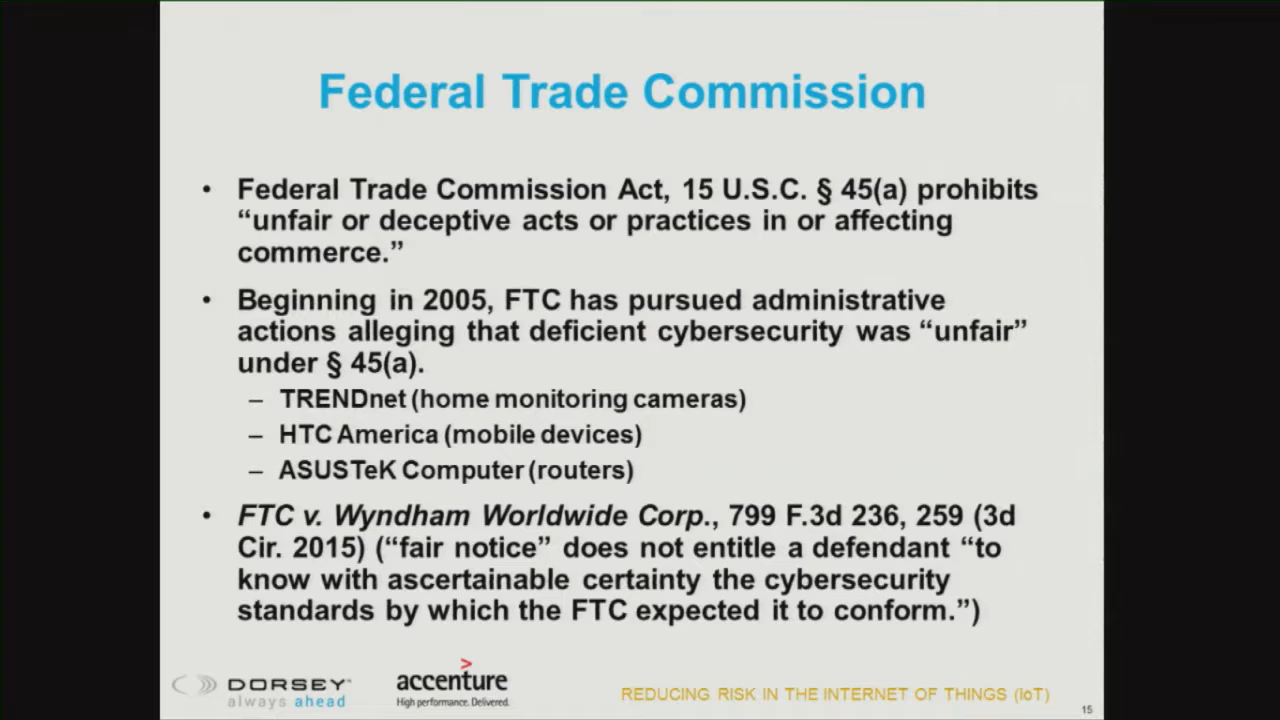 Federal Trade Commission
• Federal Trade Commission Act, 15 U.S.C. § 45(a) prohibits
“unfair or deceptive acts or practices in or affecting
commerce.”
• Beginning in 2005, FTC has pursued administrative
actions alleging that deficient cybersecurity was “unfair”
under § 45(a).
– TRENDnet (home monitoring cameras)
– HTC America (mobile devices)
– ASUSTeK Computer (routers)
• FTC v. Wyndham Worldwide Corp., 799 F.3d 236, 259 (3d
Cir. 2015) (“fair notice” does not entitle a defendant “to
know with ascertainable certainty the cybersecurity
standards by which the FTC expected it to conform.”)
DORSEY™
always ahead
>
accenture
High performance. Delivered.
REDUCING RISK IN THE INTERNET OF THINGS (IoT)
15